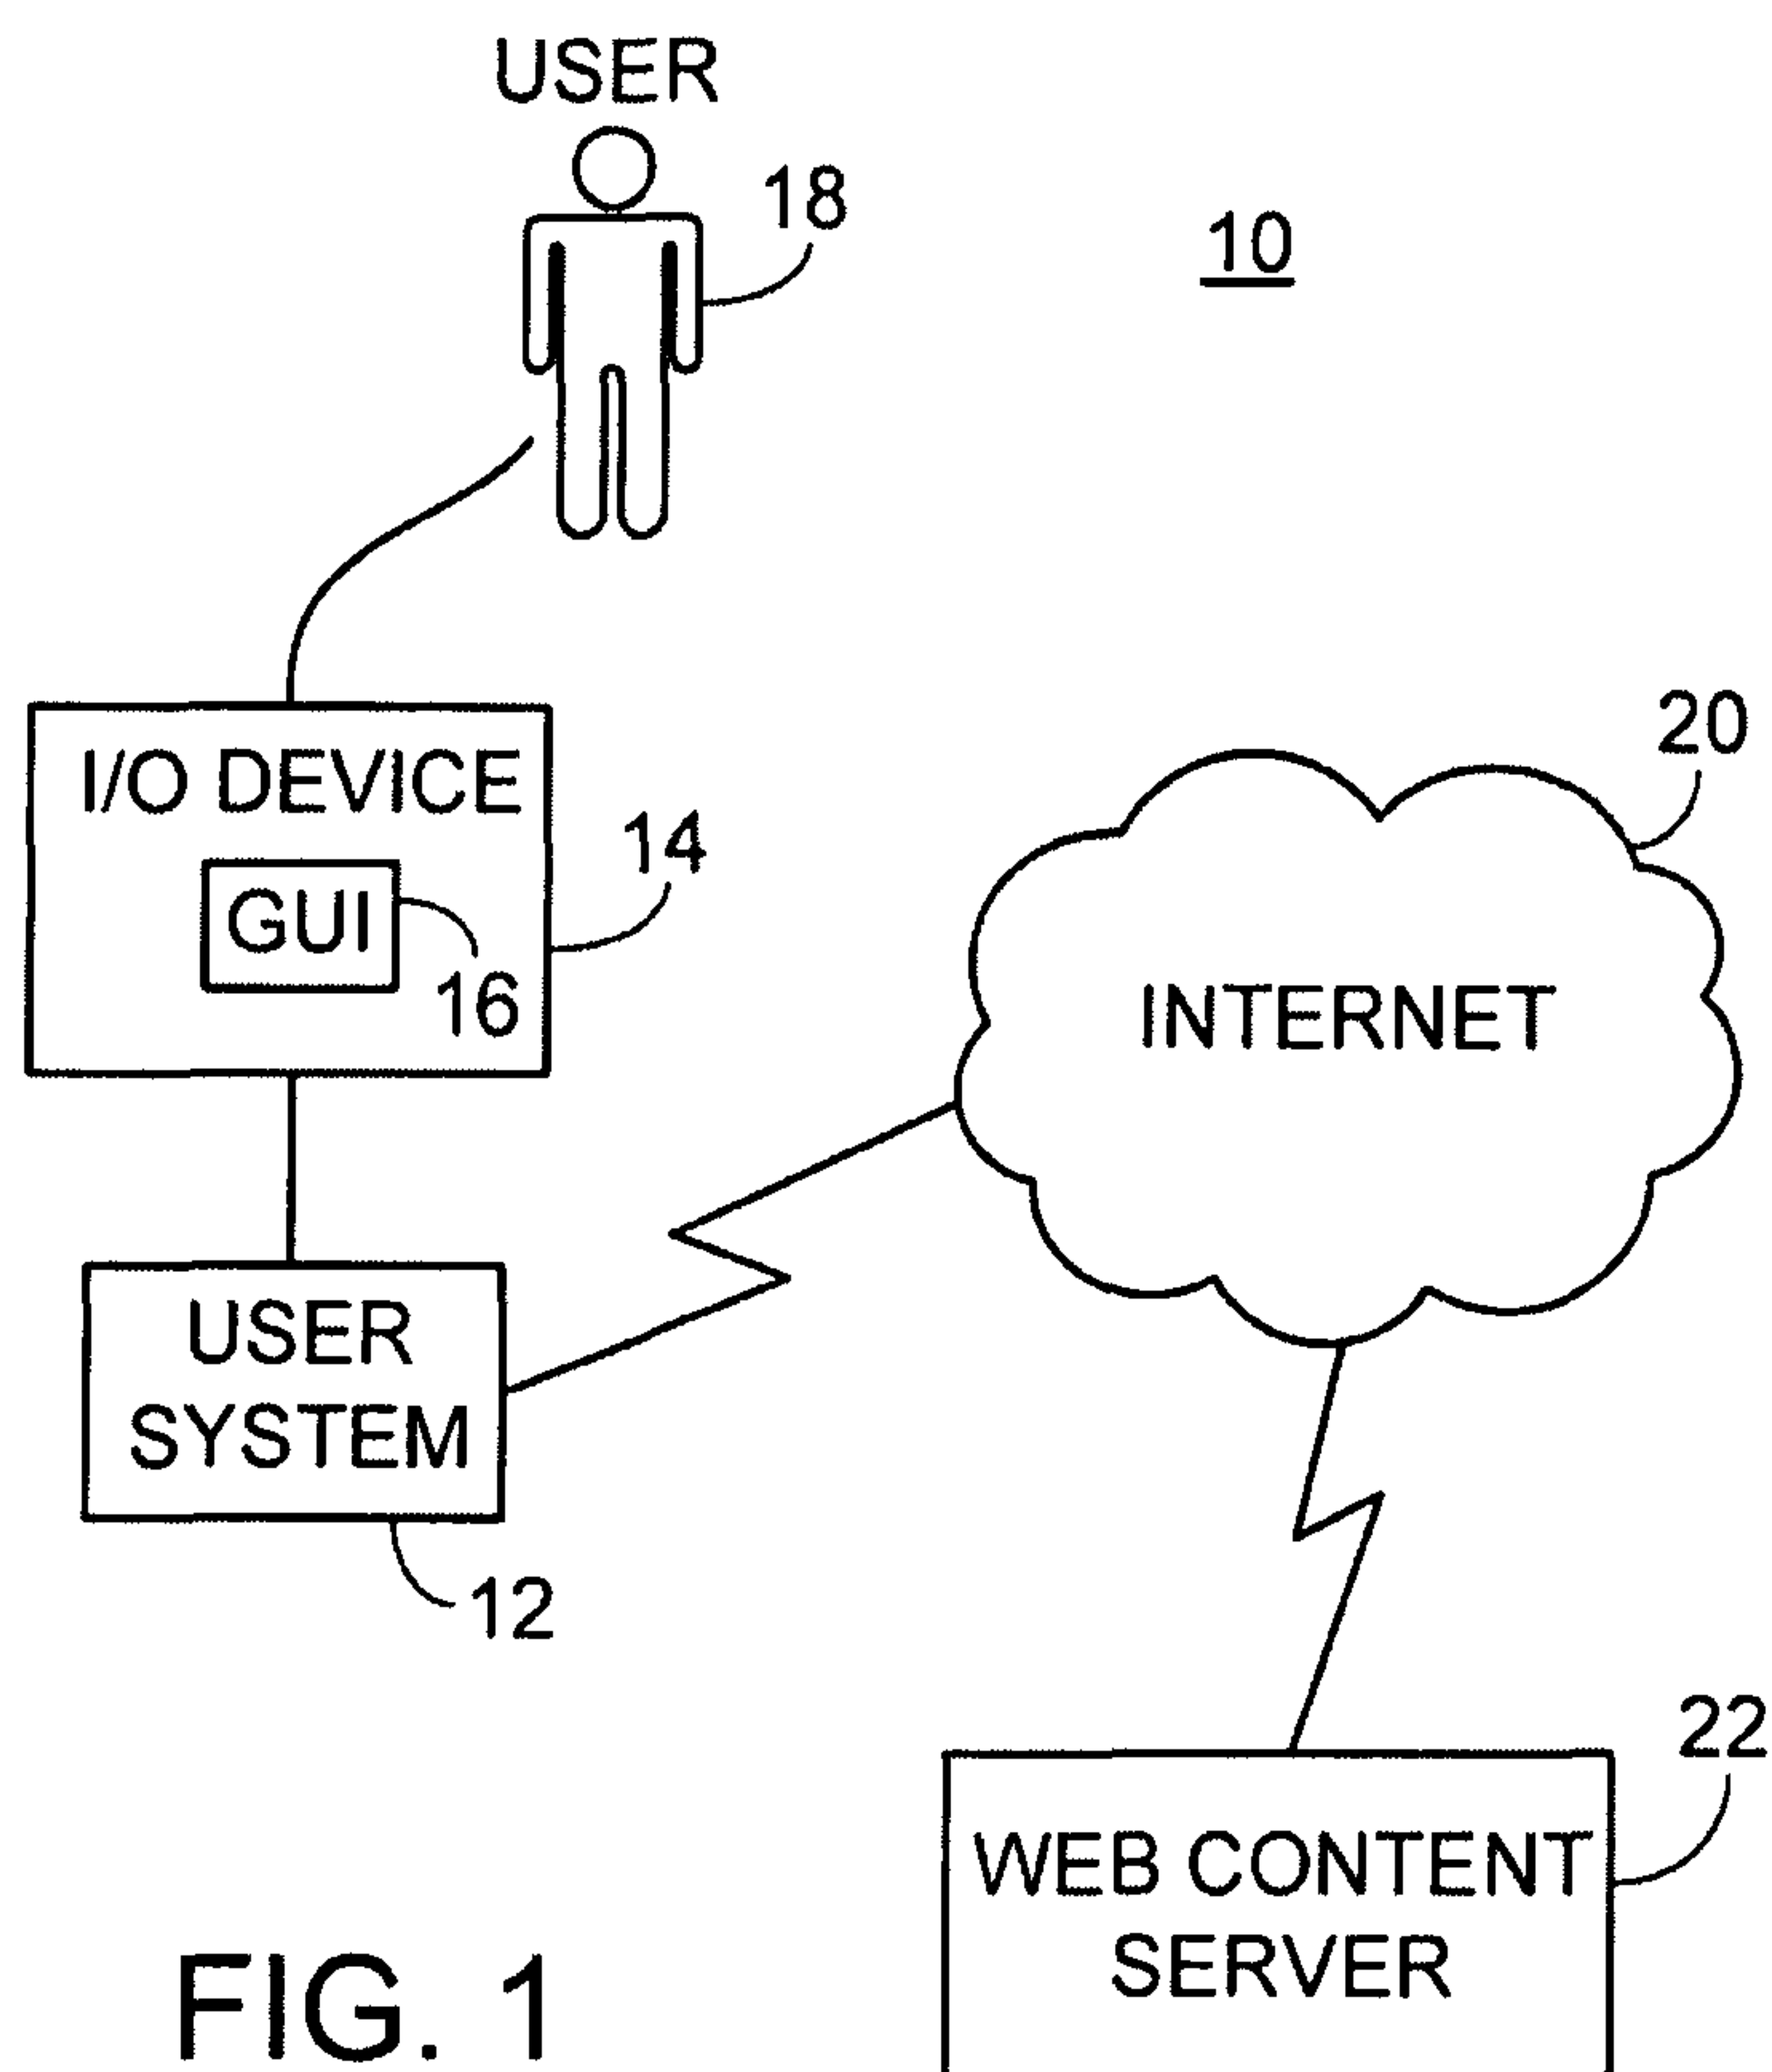 USER
18
10
I/O DEVICE
14
GUI
16
20
INTERNET
USER
SYSTEM
12
22
WEB CONTENT
SERVER
FIG. 1